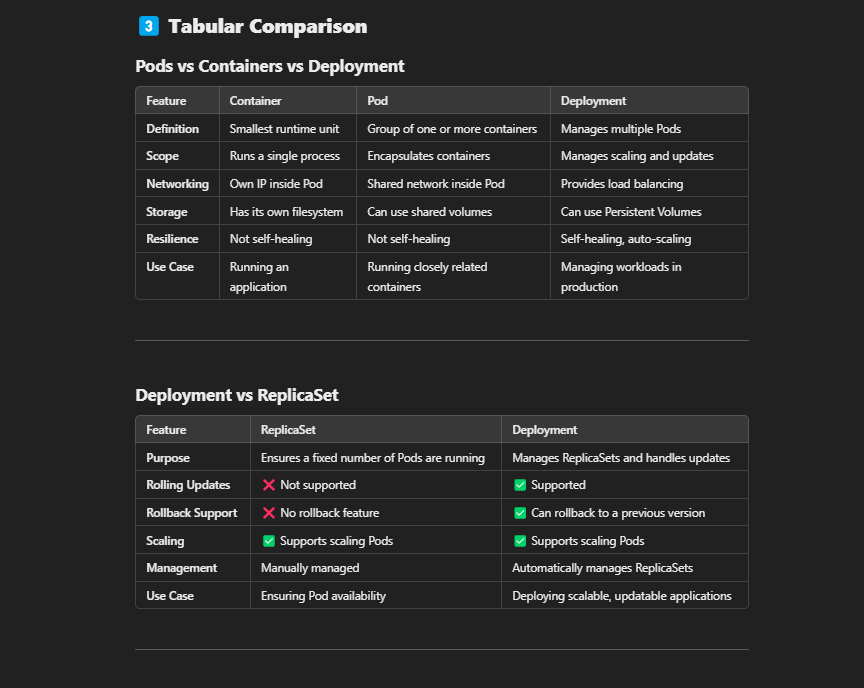 3 Tabular Comparison
Pods vs Containers vs Deployment
Feature Container Pod Deployment
Definition Smallest runtime unit Group of one or more containers Manages multiple Pods
Scope Runs a single process Encapsulates containers Manages scaling and updates
Networking Own IP inside Pod Shared network inside Pod Provides load balancing
Storage Has its own filesystem Can use shared volumes Can use Persistent Volumes
Resilience Not self-healing Not self-healing Self-healing, auto-scaling
Use Case Running an application Running closely related containers Managing workloads in production
Deployment vs ReplicaSet
Feature ReplicaSet Deployment
Purpose Ensures a fixed number of Pods are running Manages ReplicaSets and handles updates
Rolling Updates ❌ Not supported ✅ Supported
Rollback Support ❌ No rollback feature ✅ Can rollback to a previous version
Scaling ✅ Supports scaling Pods ✅ Supports scaling Pods
Management Manually managed Automatically manages ReplicaSets
Use Case Ensuring Pod availability Deploying scalable, updatable applications